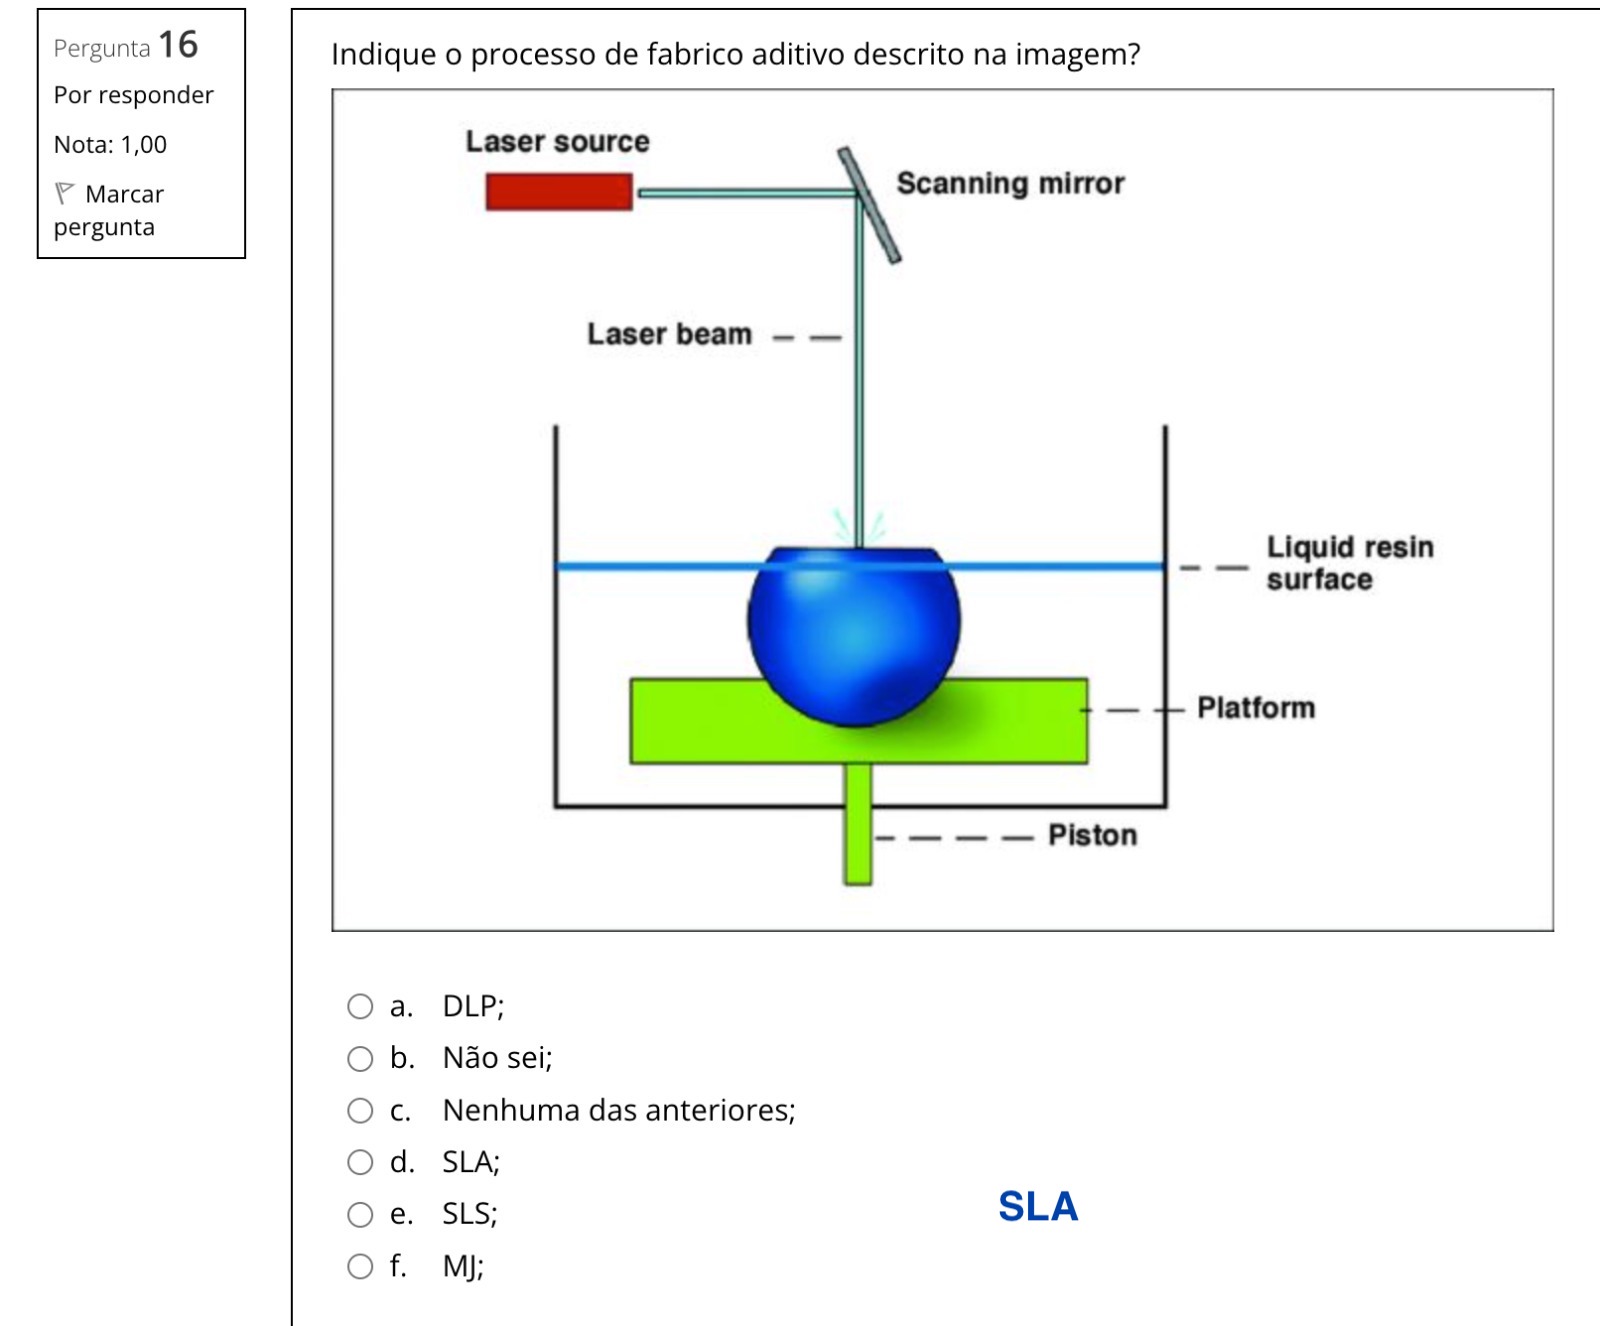 Pergunta 16
Por responder
Nota: 1,00
Marcar
pergunta
Indique o processo de fabrico aditivo descrito na imagem?
Laser source
Scanning mirror
Laser beam
Liquid resin
surface
Platform
Piston
a. DLP;
b. Não sei;
c. Nenhuma das anteriores;
d. SLA;
e. SLS;
SLA
f. MJ;